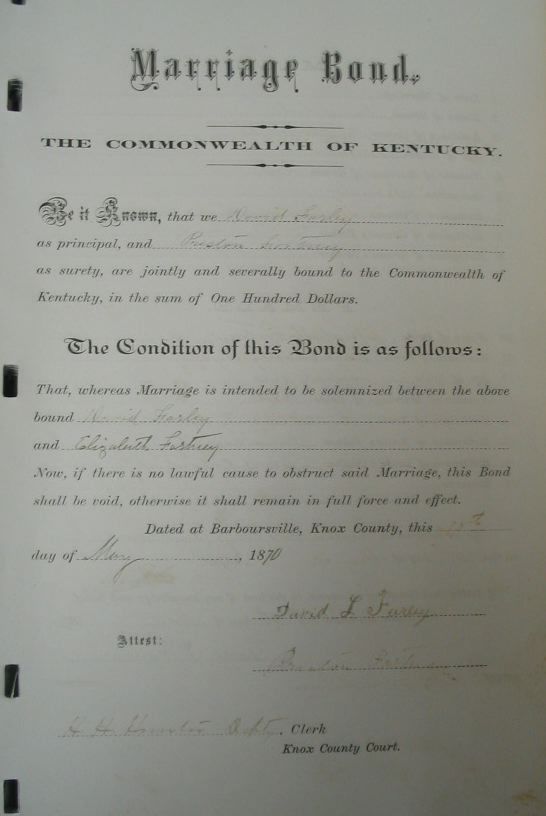 Marriage Bond,
THE COMMONWEALTH OF KENTUCKY.
Be it Known, that we David Farley
as principal, and
as surety, are jointly and severally bound to the Commonwealth of
Kentucky, in the sum of One Hundred Dollars.
The Condition of this Bond is as follows:
That, whereas Marriage is intended to be solemnized between the above
bound David Farley
and Elizabeth Fortney
Now, if there is no lawful cause to obstruct said Marriage, this Bond
shall be void, otherwise it shall remain in full force and effect.
Dated at Barboursville, Knox County, this
day of May, 1870
David L Farley
Attest:
H. H. Dept. Clerk
Knox County Court.